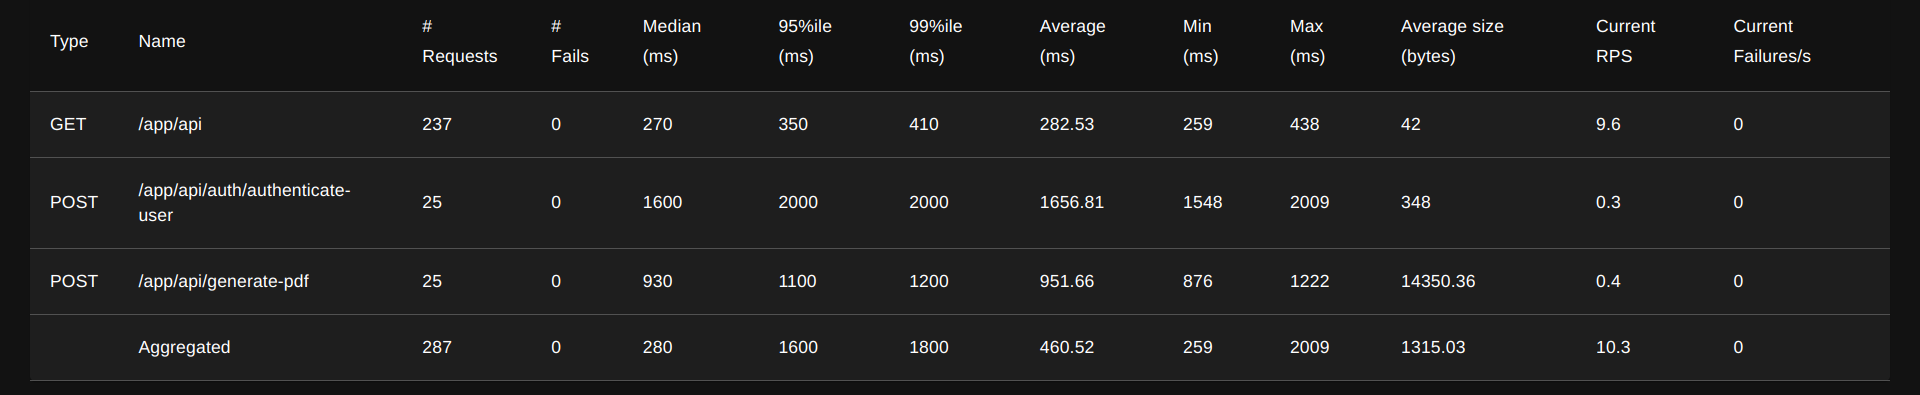 Type Name # Requests # Fails Median (ms) 95%ile (ms) 99%ile (ms) Average (ms) Min (ms) Max (ms) Average size (bytes) Current RPS Current Failures/s
GET /app/api 237 0 270 350 410 282.53 259 438 42 9.6 0
POST /app/api/auth/authenticate-user 25 0 1600 2000 2000 1656.81 1548 2009 348 0.3 0
POST /app/api/generate-pdf 25 0 930 1100 1200 951.66 876 1222 14350.36 0.4 0
Aggregated 287 0 280 1600 1800 460.52 259 2009 1315.03 10.3 0